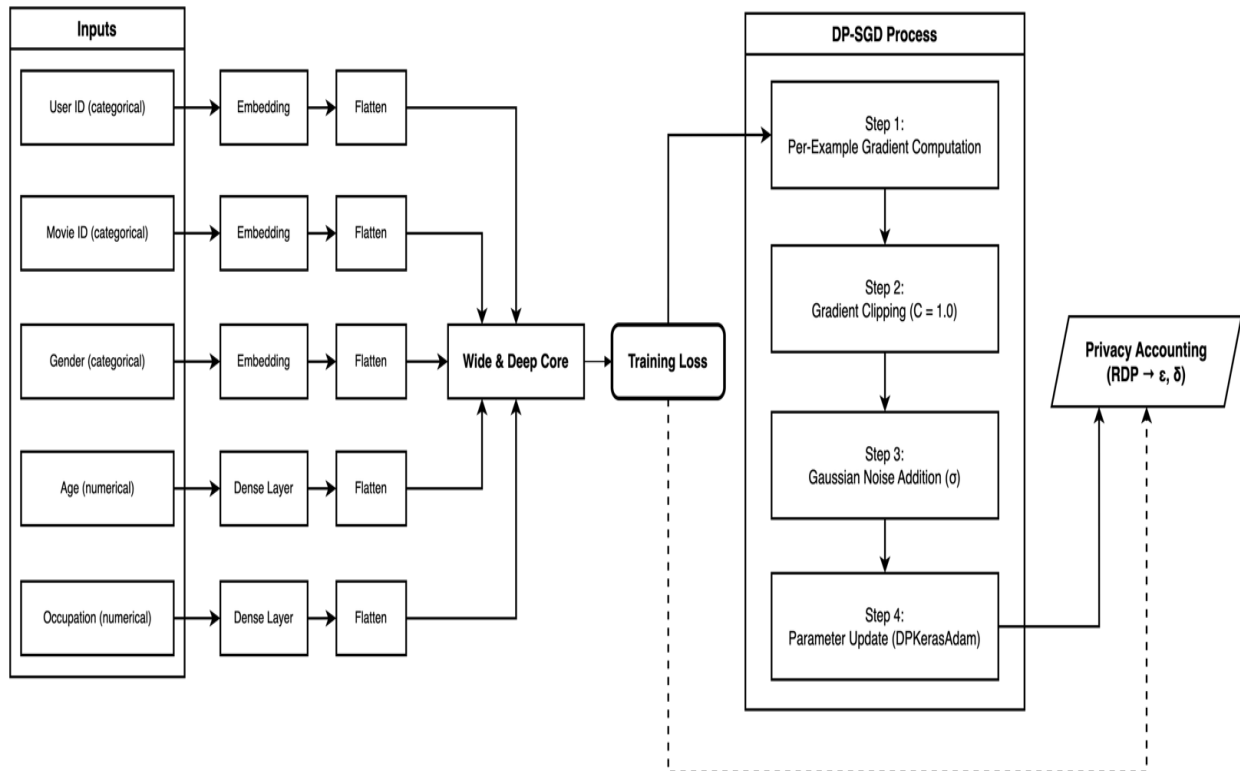 Inputs
User ID (categorical)
Embedding
Flatten
Movie ID (categorical)
Embedding
Flatten
Gender (categorical)
Embedding
Flatten
Age (numerical)
Dense Layer
Flatten
Occupation (numerical)
Dense Layer
Flatten
Wide & Deep Core
Training Loss
DP-SGD Process
Step 1:
Per-Example Gradient Computation
Step 2:
Gradient Clipping (C = 1.0)
Step 3:
Gaussian Noise Addition (σ)
Step 4:
Parameter Update (DPKerasAdam)
Privacy Accounting
(RDP → ε, δ)